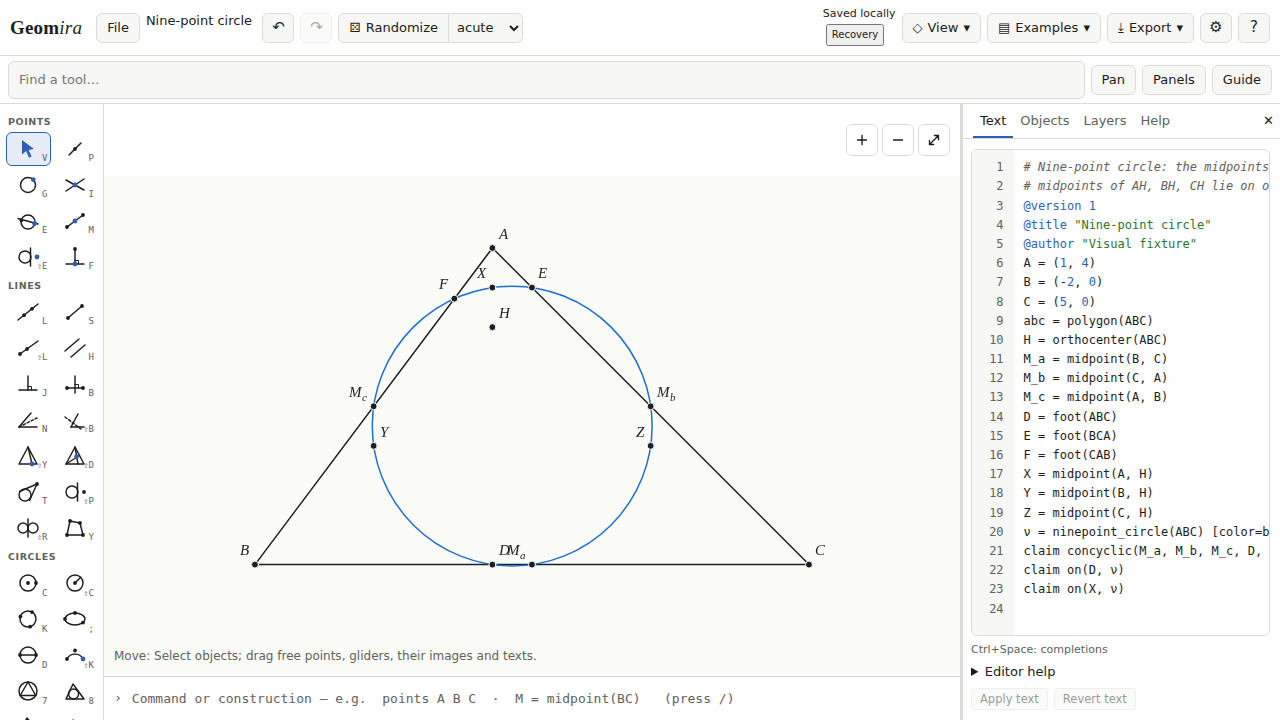 Geomira File Nine-point circle ↶ ↷ ⚄ Randomize acute Saved locally Recovery ◇ View ▾ ▤ Examples ▾ ⤓ Export ▾ ⚙ ?
Find a tool… Pan Panels Guide
POINTS
V P
G I
E M
⇧E F
LINES
L S
⇧L H
J B
N ⇧B
⇧Y ⇧D
T ⇧P
⇧R Y
CIRCLES
C ⇧C
K ;
D ⇧K
7 8
+ − ⤢
A
F X E
H
M_c M_b
Y Z
B D M_a C
Move: Select objects; drag free points, gliders, their images and texts.
› Command or construction — e.g. points A B C · M = midpoint(BC) (press /)
Text Objects Layers Help ✕
1 # Nine-point circle: the midpoints
2 # midpoints of AH, BH, CH lie on o
3 @version 1
4 @title "Nine-point circle"
5 @author "Visual fixture"
6 A = (1, 4)
7 B = (-2, 0)
8 C = (5, 0)
9 abc = polygon(ABC)
10 H = orthocenter(ABC)
11 M_a = midpoint(B, C)
12 M_b = midpoint(C, A)
13 M_c = midpoint(A, B)
14 D = foot(ABC)
15 E = foot(BCA)
16 F = foot(CAB)
17 X = midpoint(A, H)
18 Y = midpoint(B, H)
19 Z = midpoint(C, H)
20 ν = ninepoint_circle(ABC) [color=b
21 claim concyclic(M_a, M_b, M_c, D,
22 claim on(D, ν)
23 claim on(X, ν)
24
Ctrl+Space: completions
▶ Editor help
Apply text Revert text